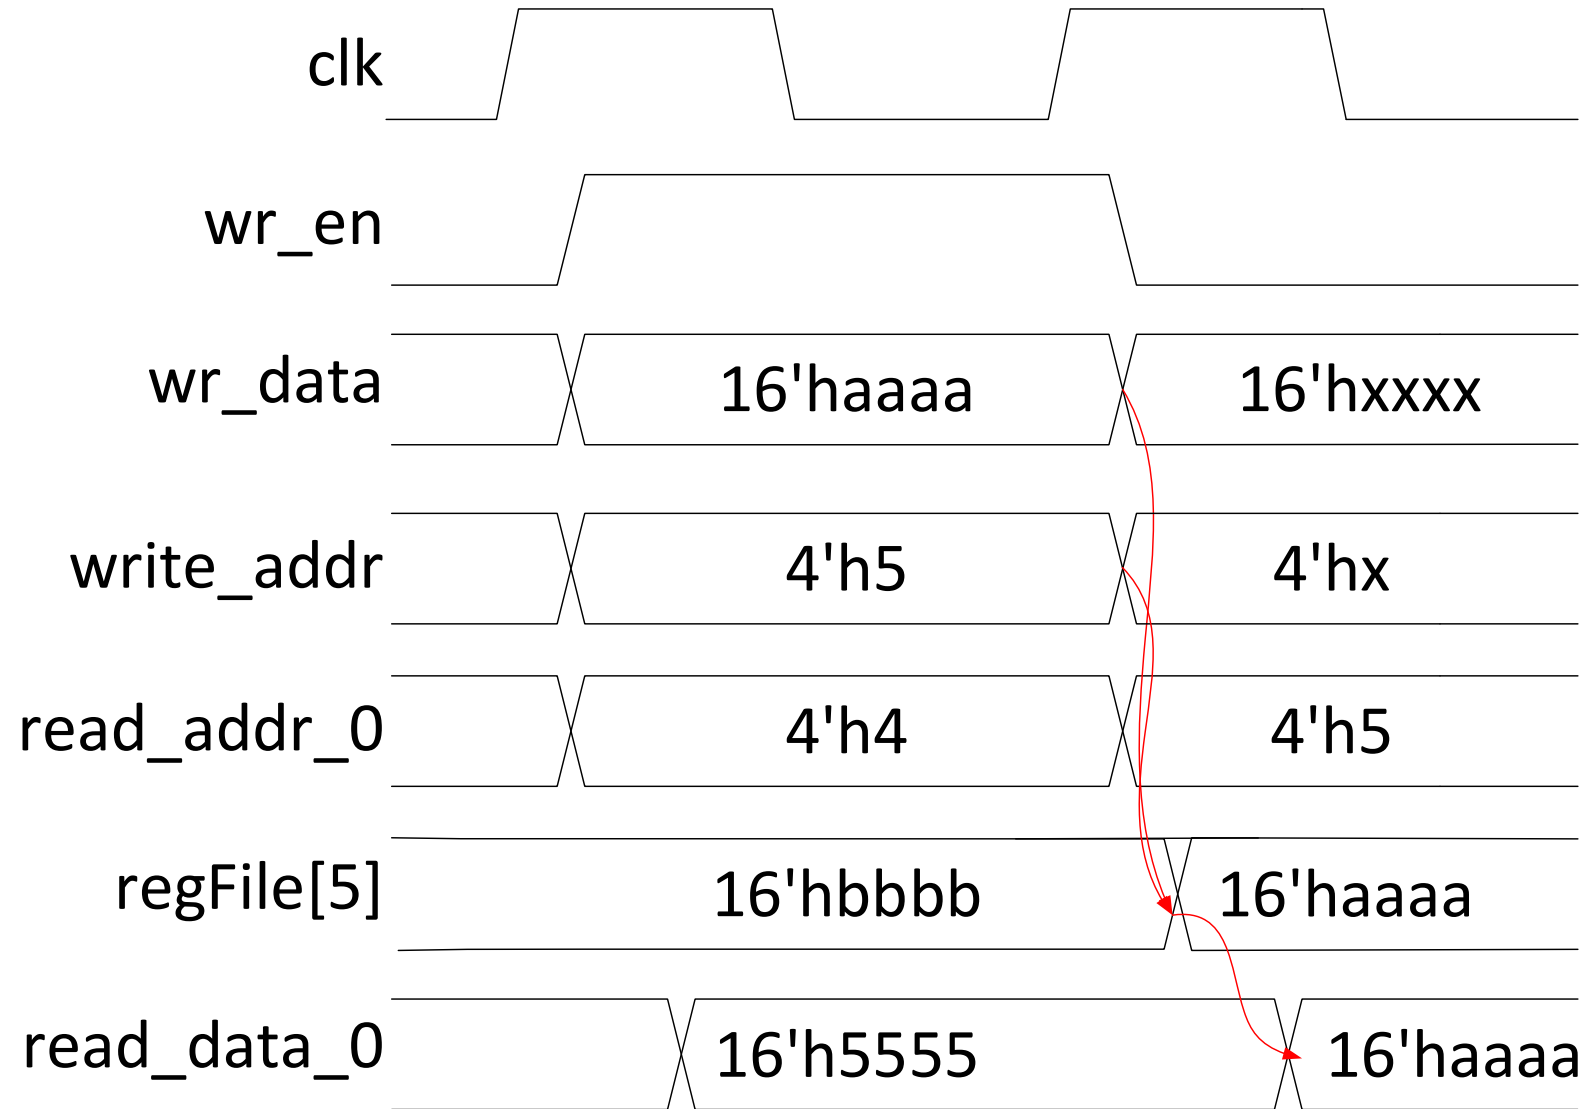 clk
wr_en
wr_data 16'haaaa 16'hxxxx
write_addr 4'h5 4'hx
read_addr_0 4'h4 4'h5
regFile[5] 16'hbbbb 16'haaaa
read_data_0 16'h5555 16'haaaa